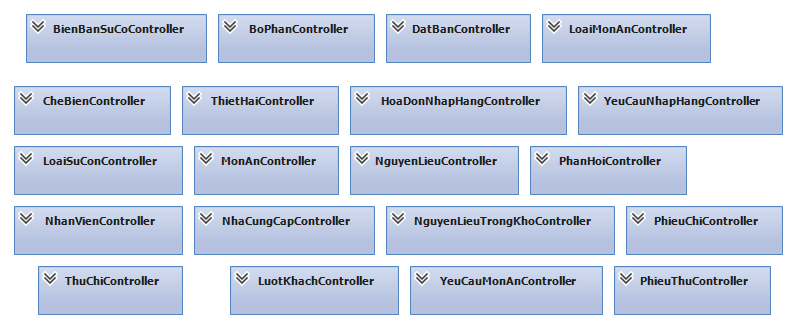 BienBanSuCoController
BoPhanController
DatBanController
LoaiMonAnController
CheBienController
ThietHaiController
HoaDonNhapHangController
YeuCauNhapHangController
LoaiSuConController
MonAnController
NguyenLieuController
PhanHoiController
NhanVienController
NhaCungCapController
NguyenLieuTrongKhoController
PhieuChiController
ThuChiController
LuotKhachController
YeuCauMonAnController
PhieuThuController